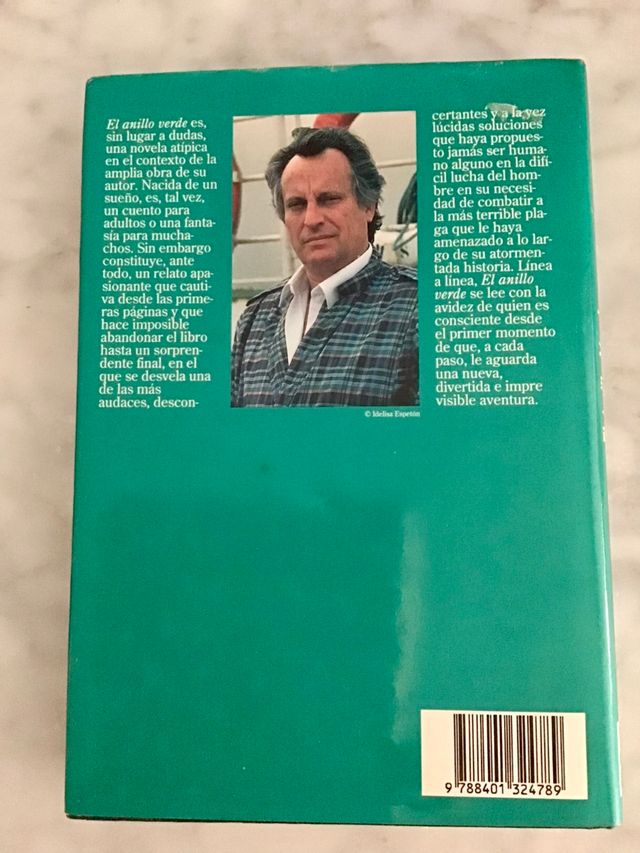 El anillo verde es,
sin lugar a dudas,
una novela atípica
en el contexto de la
amplia obra de su
autor. Nacida de un
sueño, es, tal vez,
un cuento para
adultos o una fanta-
sía para mucha-
chos. Sin embargo
constituye, ante
todo, un relato apa-
sionante que cauti-
va desde las prime-
ras páginas y que
hace imposible
abandonar el libro
hasta un sorpren-
dente final, en el
que se desvela una
de las más
audaces, descon-
certantes y a la vez
lúcidas soluciones
que haya propues-
to jamás ser huma-
no alguno en la difí-
cil lucha del hom-
bre en su necesi-
dad de combatir a
la más terrible pla-
ga que le haya
amenazado a lo lar-
go de su atormen-
tada historia. Línea
a línea, El anillo
verde se lee con la
avidez de quien es
consciente desde
el primer momento
de que, a cada
paso, le aguarda
una nueva,
divertida e impre
visible aventura.
© Idelisa Espetón
9 788401 324789